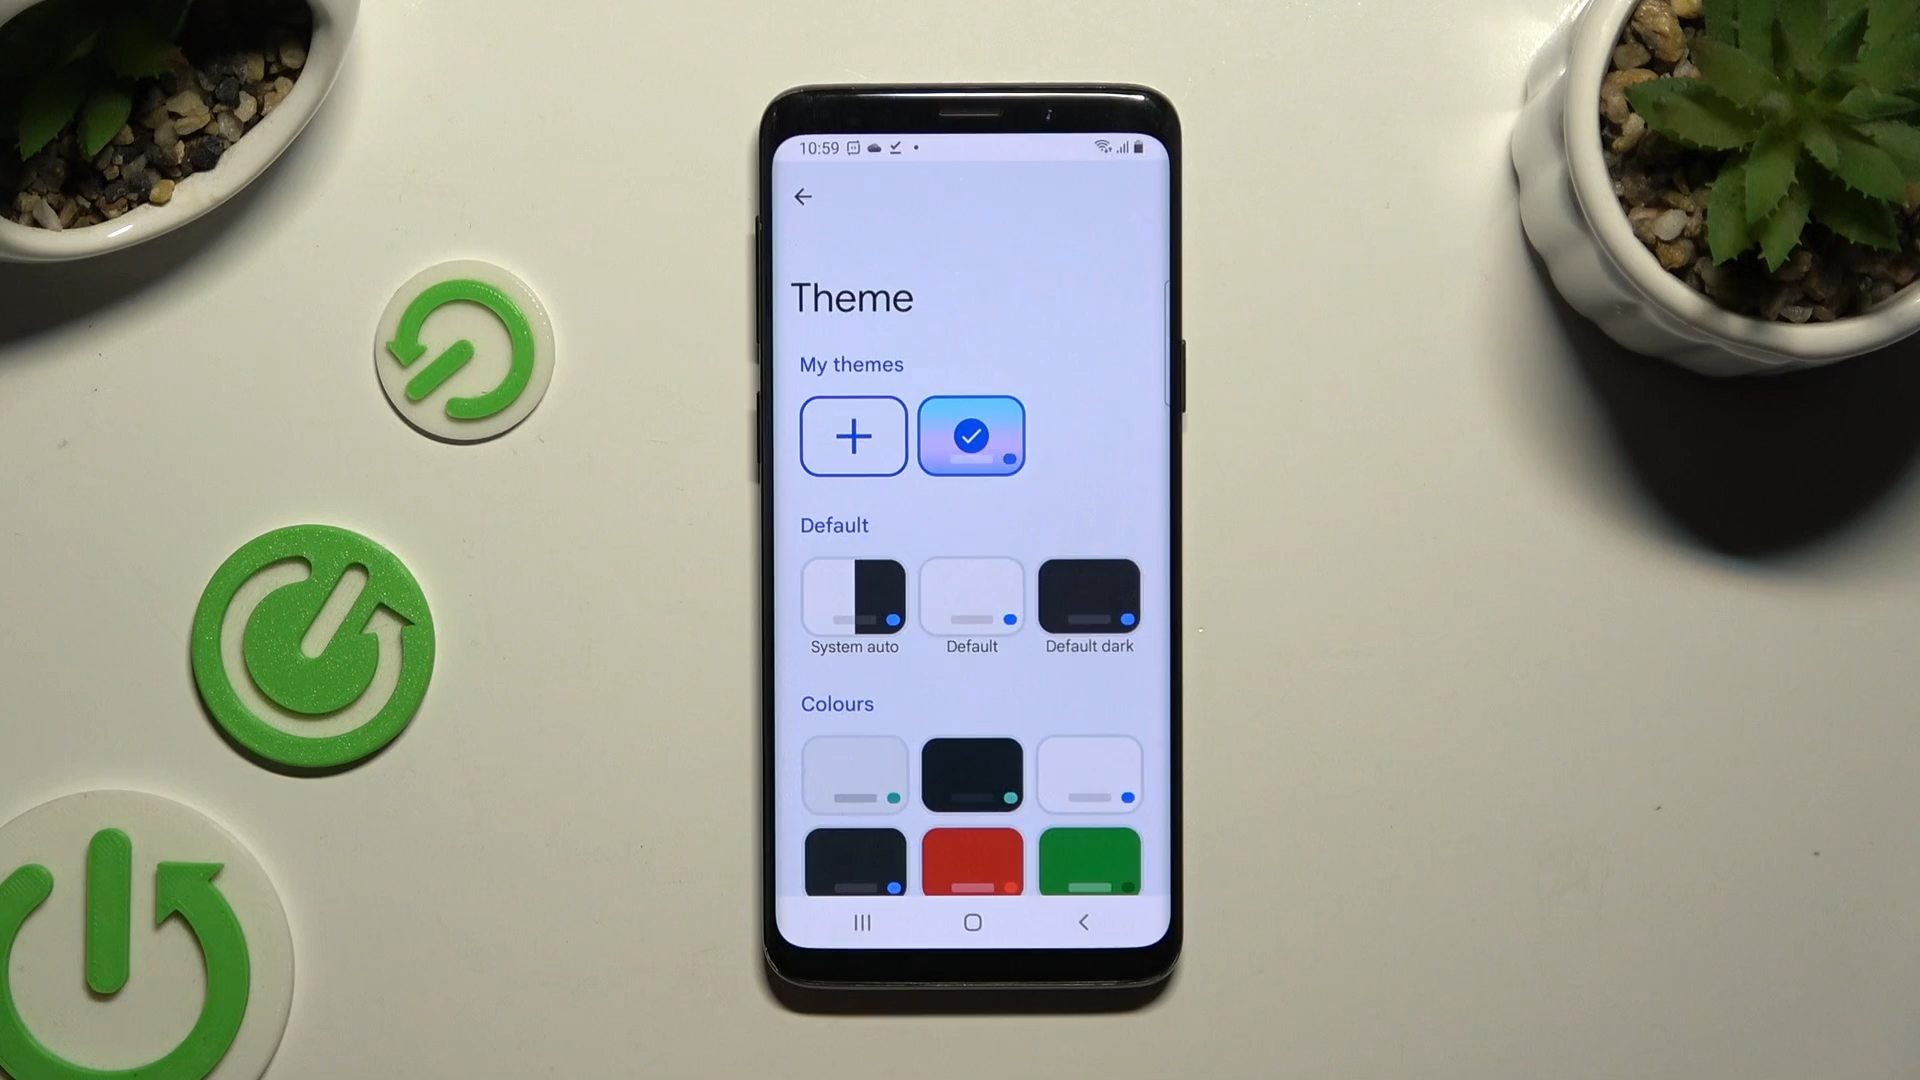 10:59
Theme
My themes
Default
System auto
Default
Default dark
Colours